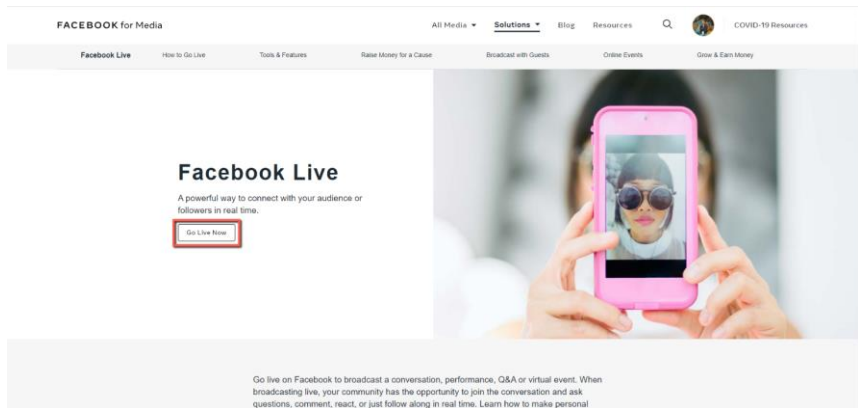 FACEBOOK for Media
All Media Solutions Blog Resources COVID-19 Resources
Facebook Live How to Go Live Tools & Features Raise Money for a Cause Broadcast with Guests Online Events Grow & Earn Money
Facebook Live
A powerful way to connect with your audience or
followers in real time.
Go Live Now
Go live on Facebook to broadcast a conversation, performance, Q&A or virtual event. When
broadcasting live, your community has the opportunity to join the conversation and ask
questions, comment, react, or just follow along in real time. Learn how to make personal